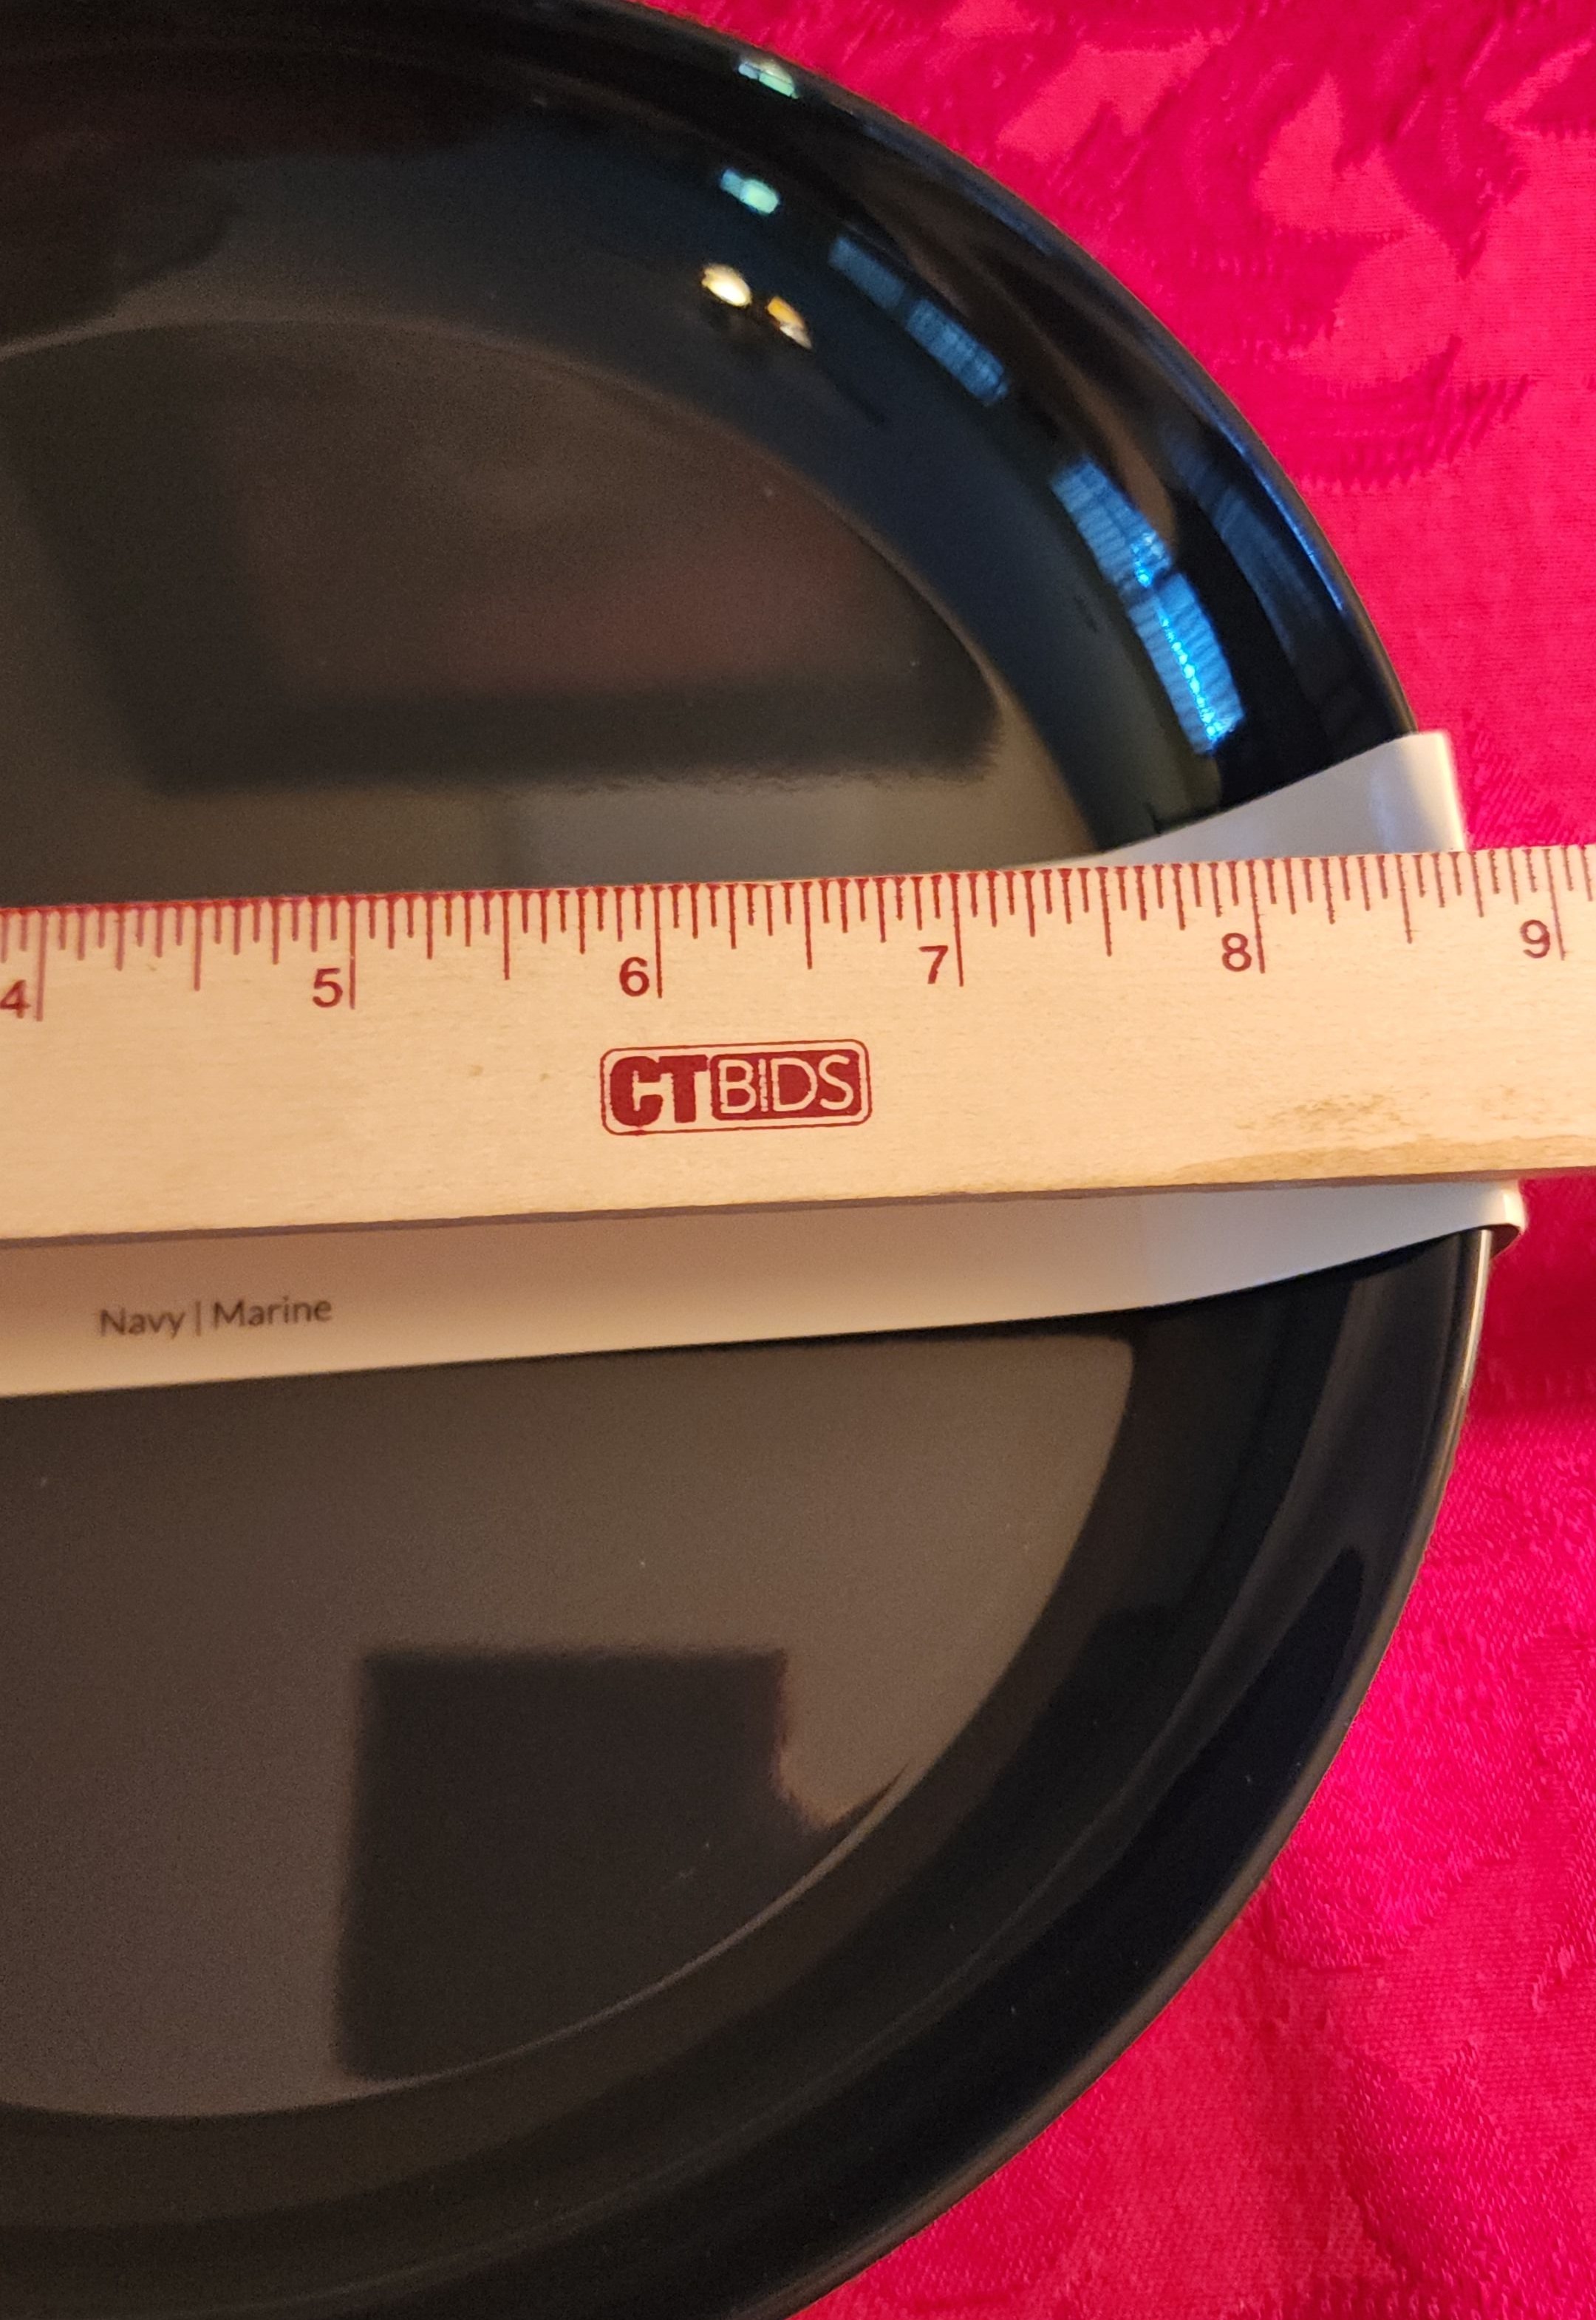 4 5 6 7 8 9
CTBIDS
Navy | Marine